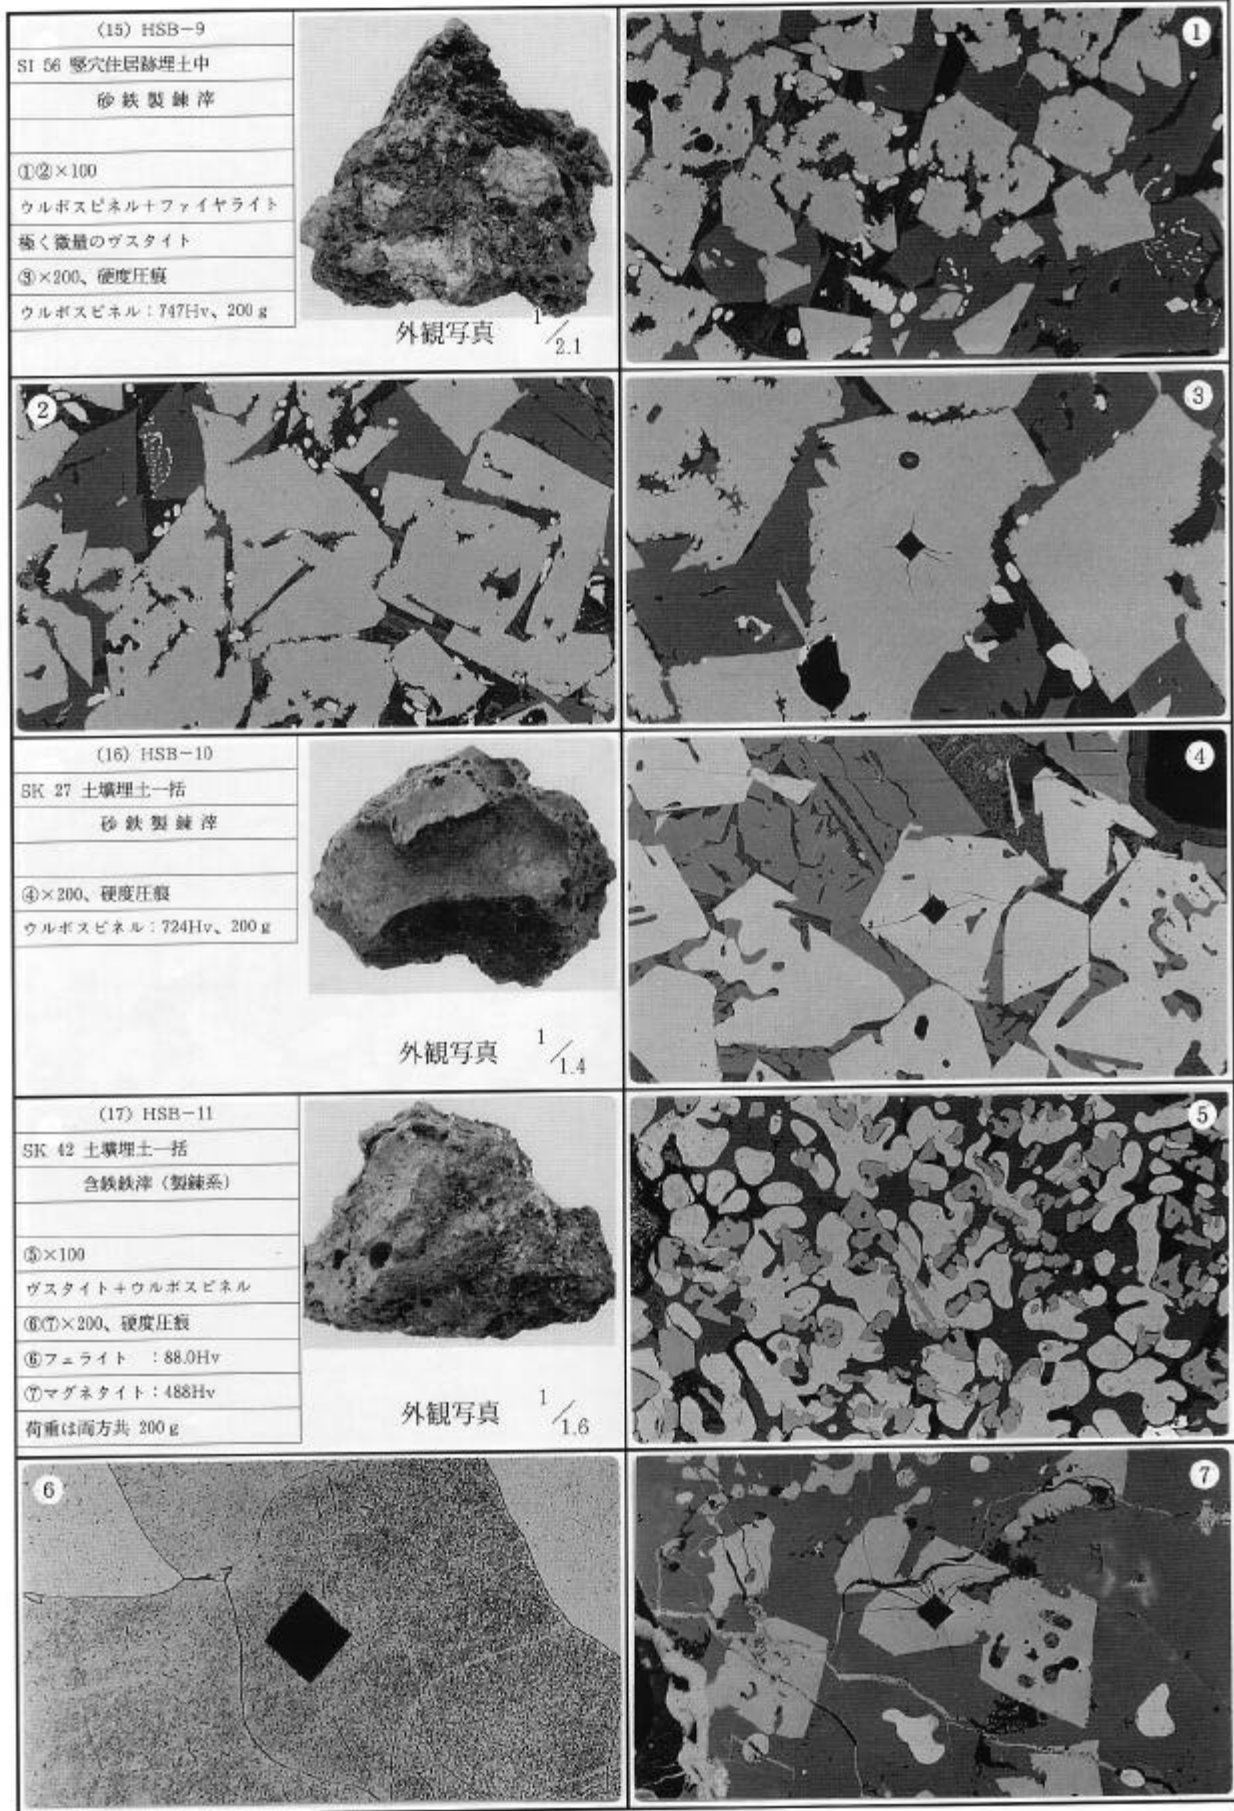 (15) HSB-9
SI 56 竪穴住居跡埋土中
砂鉄製錬滓
①②×100
ウルボスピネル+ファイヤライト
極く微量のヴスタイト
③×200、硬度圧痕
ウルボスピネル:747Hv、200g
外観写真 1/2.1
①
②
③
(16) HSB-10
SK 27 土壙埋土一括
砂鉄製錬滓
④×200、硬度圧痕
ウルボスピネル:724Hv、200g
外観写真 1/1.4
④
(17) HSB-11
SK 42 土壙埋土一括
含鉄鉄滓(製錬系)
⑤×100
ヴスタイト+ウルボスピネル
⑥⑦×200、硬度圧痕
⑥フェライト :88.0Hv
⑦マグネタイト:488Hv
荷重は両方共 200g
外観写真 1/1.6
⑤
⑥
⑦